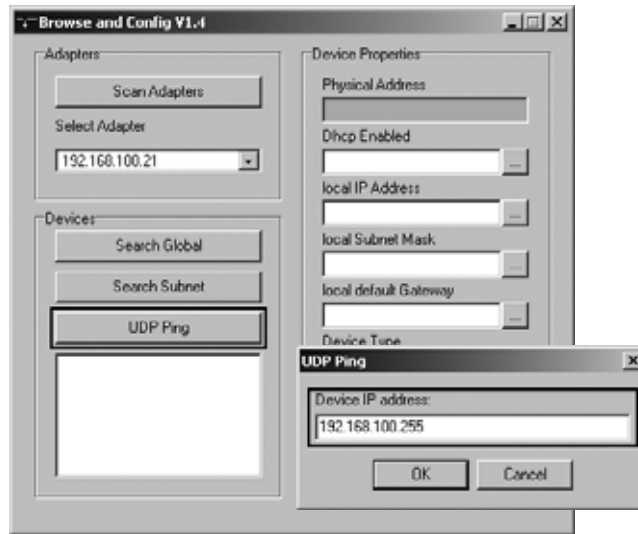 Browse and Config V1.4
Adapters
Scan Adapters
Select Adapter
192.168.100.21
Devices
Search Global
Search Subnet
UDP Ping
Device Properties
Physical Address
Dhcp Enabled
...
local IP Address
...
local Subnet Mask
...
local default Gateway
...
Device Type
UDP Ping
Device IP address:
192.168.100.255
OK
Cancel